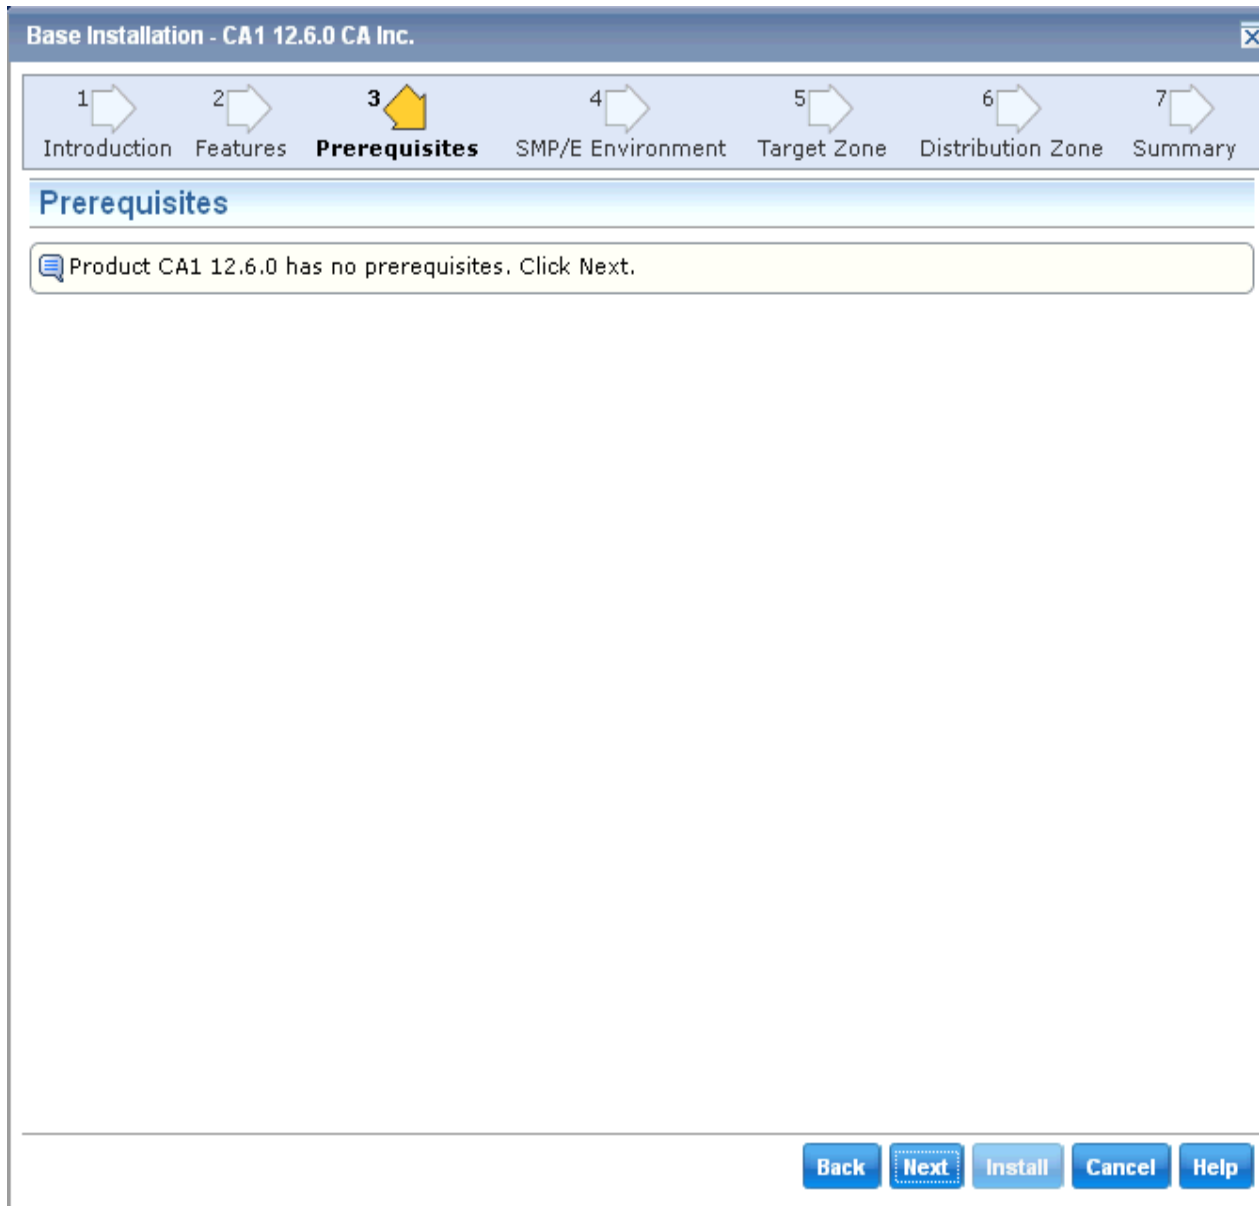 Base Installation - CA1 12.6.0 CA Inc.
1 2 3 4 5 6 7
Introduction Features Prerequisites SMP/E Environment Target Zone Distribution Zone Summary
Prerequisites
Product CA1 12.6.0 has no prerequisites. Click Next.
Back Next Install Cancel Help